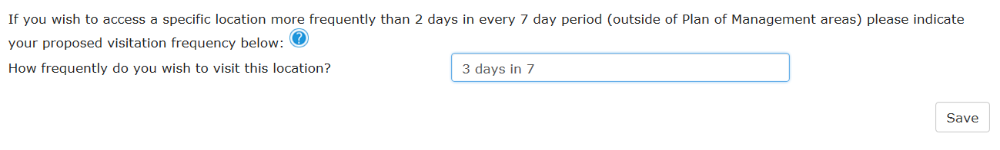 If you wish to access a specific location more frequently than 2 days in every 7 day period (outside of Plan of Management areas) please indicate
your proposed visitation frequency below: ?
How frequently do you wish to visit this location? 3 days in 7
Save